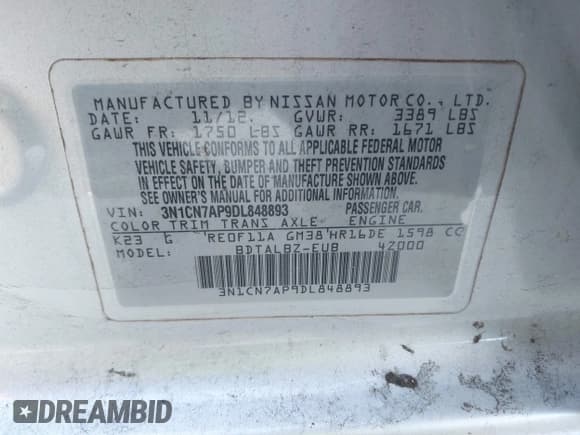 MANUFACTURED BY NISSAN MOTOR CO., LTD.
DATE: 11/12. GVWR: 3389 LBS
GAWR FR: 1750 LBS GAWR RR: 1671 LBS
THIS VEHICLE CONFORMS TO ALL APPLICABLE FEDERAL MOTOR
VEHICLE SAFETY, BUMPER AND THEFT PREVENTION STANDARDS
IN EFFECT ON THE DATE OF MANUFACTURE SHOWN ABOVE.
SEE OWNER'S MANUAL FOR ADDITIONAL INFORMATION.
VIN: 3N1CN7AP9DL848893 PASSENGER CAR.
COLOR TRIM TRANS AXLE ENGINE
K23 G RE0F11A GM38 HR16DE 1598 CC
MODEL: BDTALBZ-EUB 42000
3N1CN7AP9DL848893
DREAMBID